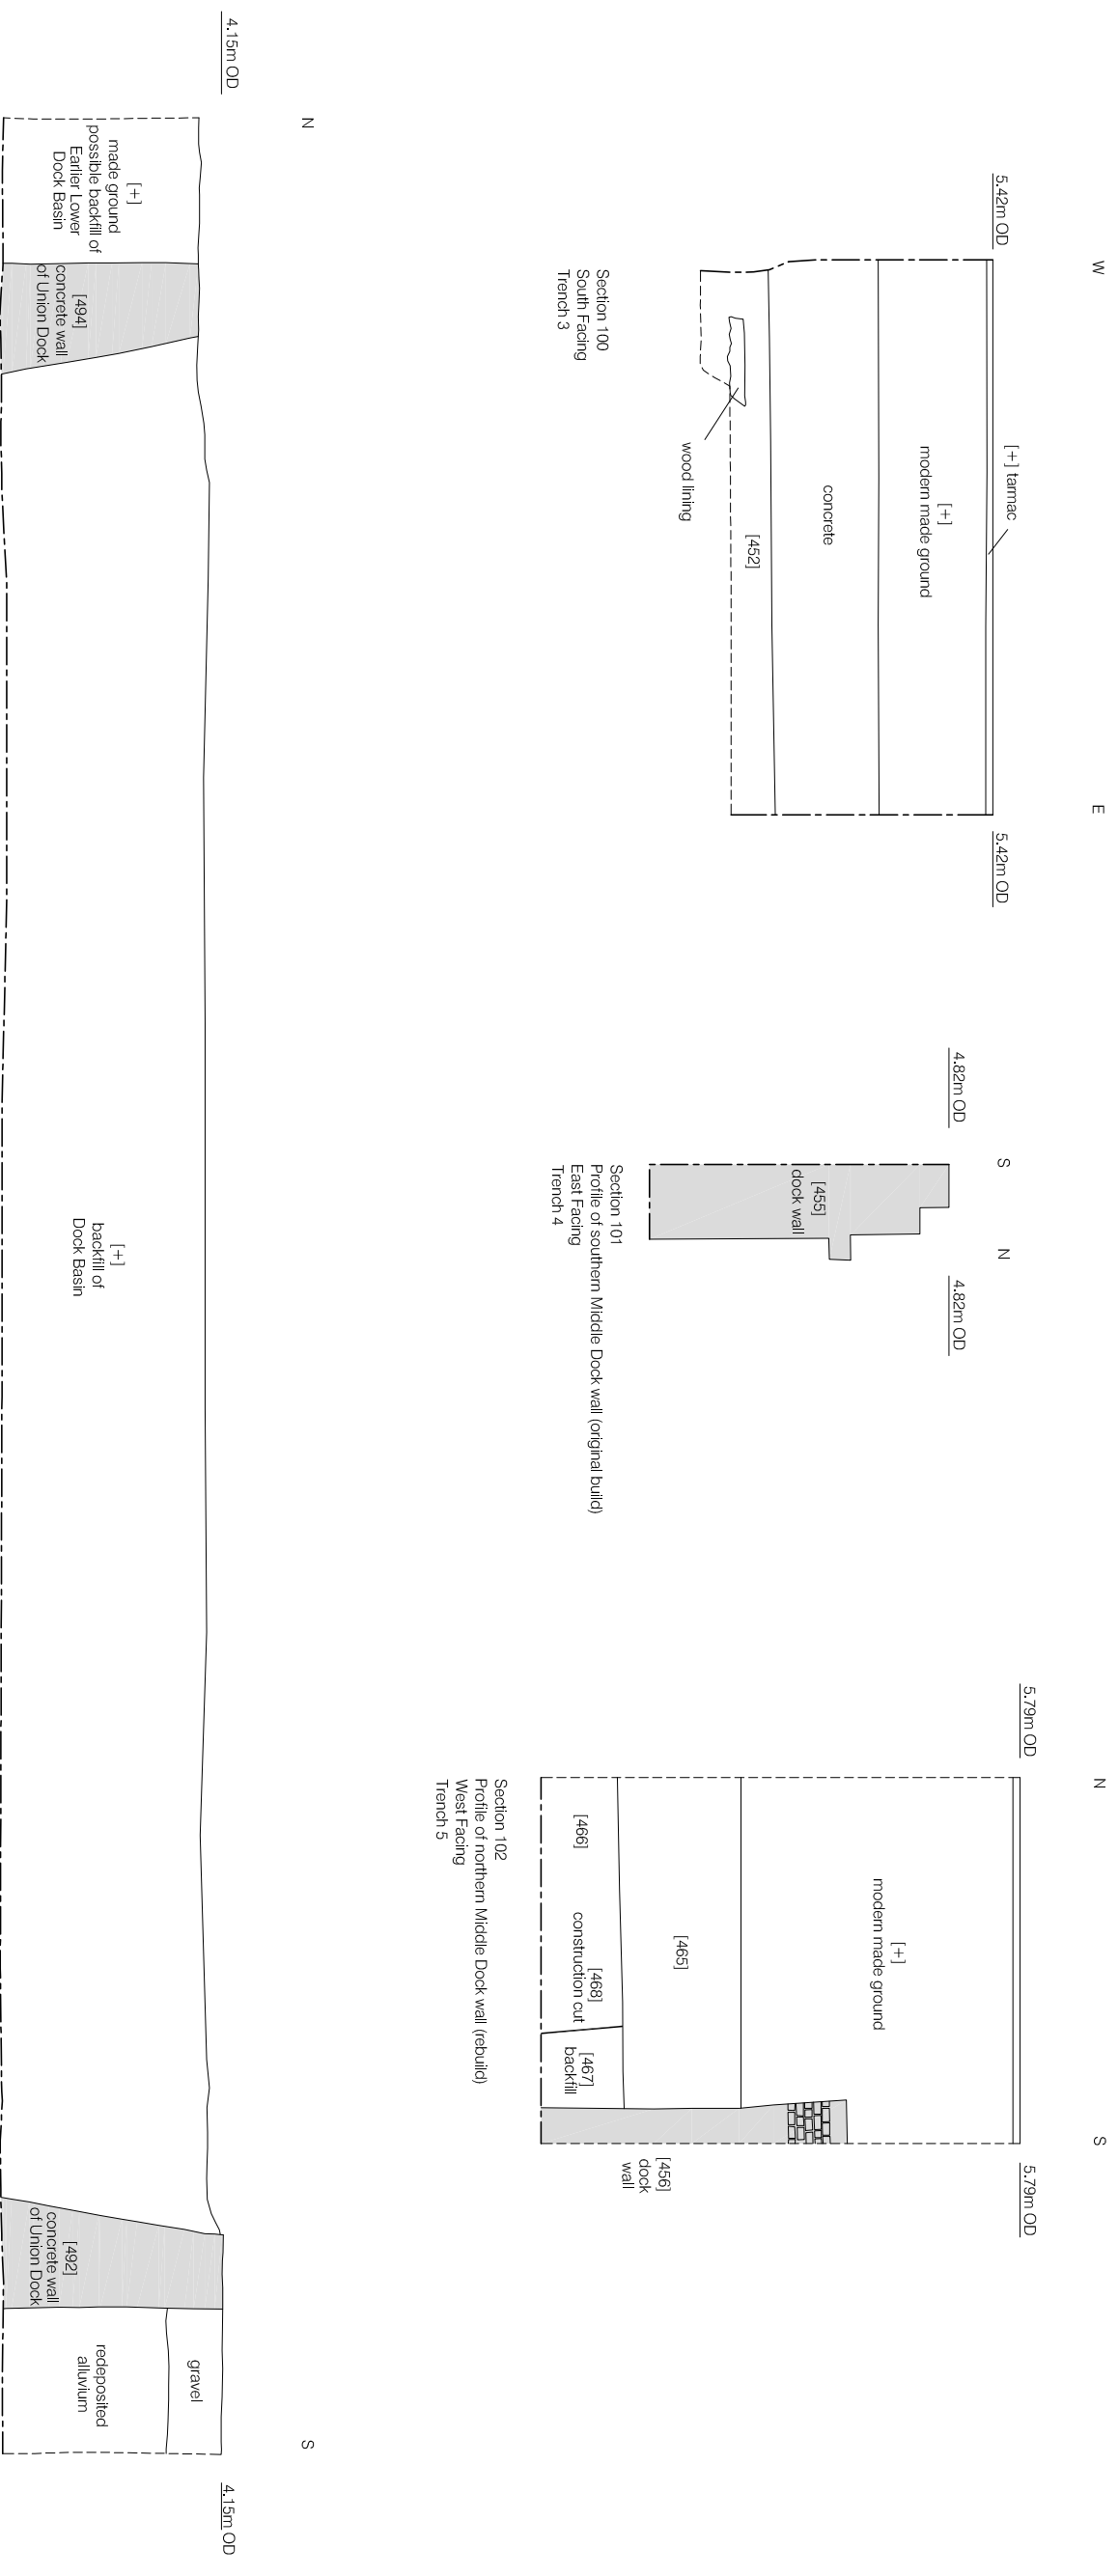 W
E
5.42m OD
5.42m OD
[+] tarmac
[+]
modern made ground
concrete
[452]
wood lining
Section 100
South Facing
Trench 3
S
N
4.82m OD
4.82m OD
[455]
dock wall
Section 101
Profile of southern Middle Dock wall (original build)
East Facing
Trench 4
N
S
5.79m OD
5.79m OD
[+]
modern made ground
[465]
[466]
[468]
construction cut
[467]
backfill
[456]
dock
wall
Section 102
Profile of northern Middle Dock wall (rebuild)
West Facing
Trench 5
N
S
4.15m OD
4.15m OD
[+]
made ground
possible backfill of
Earlier Lower
Dock Basin
[494]
concrete wall
of Union Dock
[+]
backfill of
Dock Basin
[492]
concrete wall
of Union Dock
gravel
redeposited
alluvium